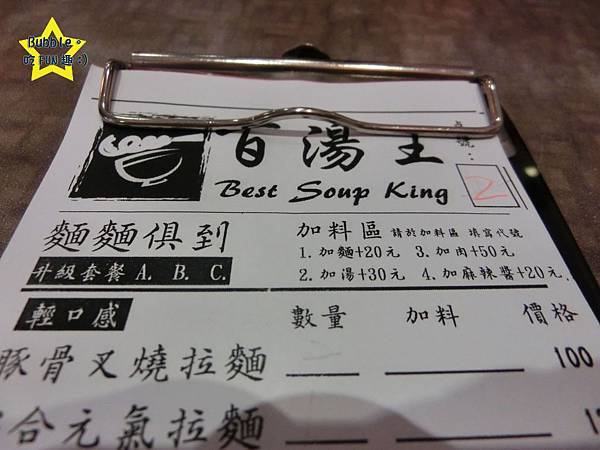 Bubble。
吃FUN趣:)
百湯王
桌號：
2
Best Soup King
麵麵俱到
升級套餐 A. B. C.
加料區 請於加料區 填寫代號
1. 加麵+20元 3. 加肉+50元
2. 加湯+30元 4. 加麻辣醬+20元.
輕口感 數量 加料 價格
豚骨叉燒拉麵 100
合元氣拉麵